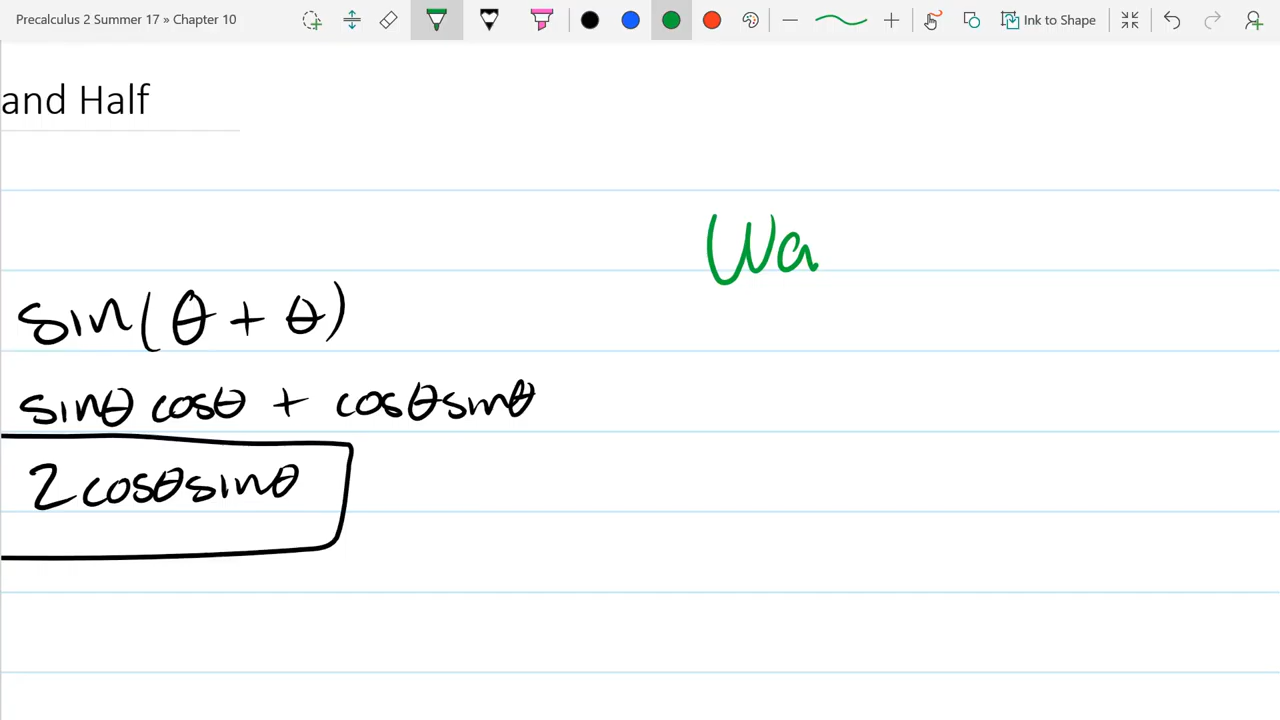 Precalculus 2 Summer 17 » Chapter 10
Ink to Shape
and Half
Wa
sin(θ + θ)
sinθ cosθ + cosθsinθ
2cosθsinθ